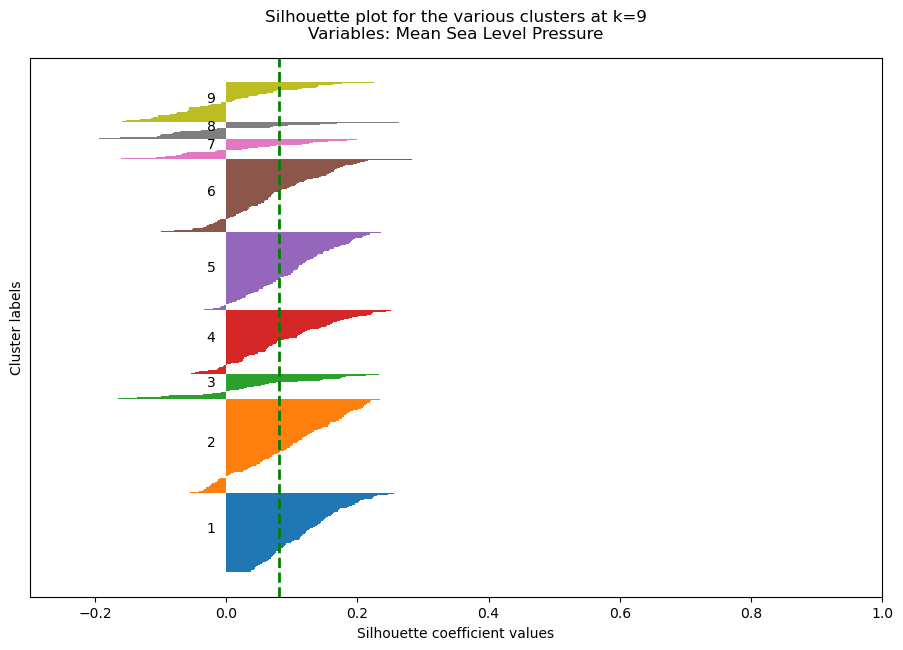 Silhouette plot for the various clusters at k=9
Variables: Mean Sea Level Pressure
9
8
7
6
5
4
3
2
1
Cluster labels
−0.2 0.0 0.2 0.4 0.6 0.8 1.0
Silhouette coefficient values